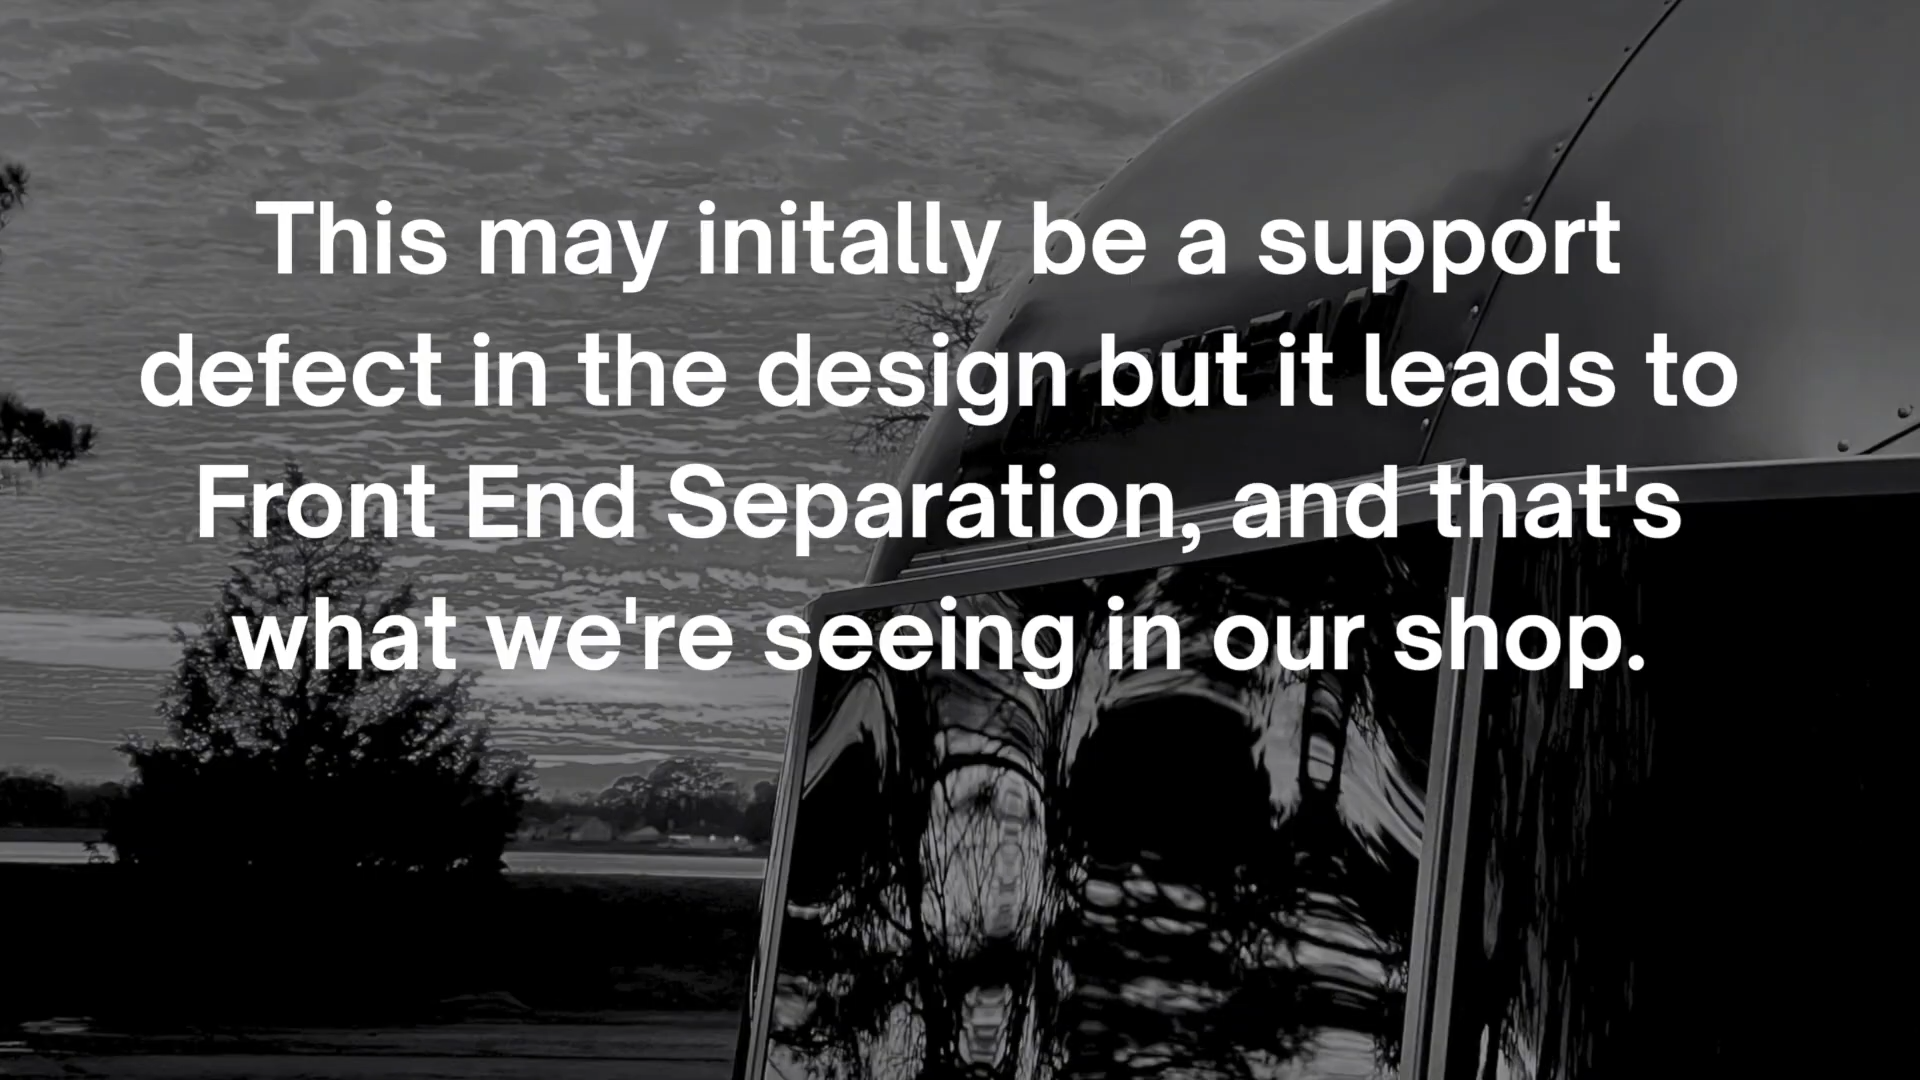 This may initally be a support
defect in the design but it leads to
Front End Separation, and that's
what we're seeing in our shop.